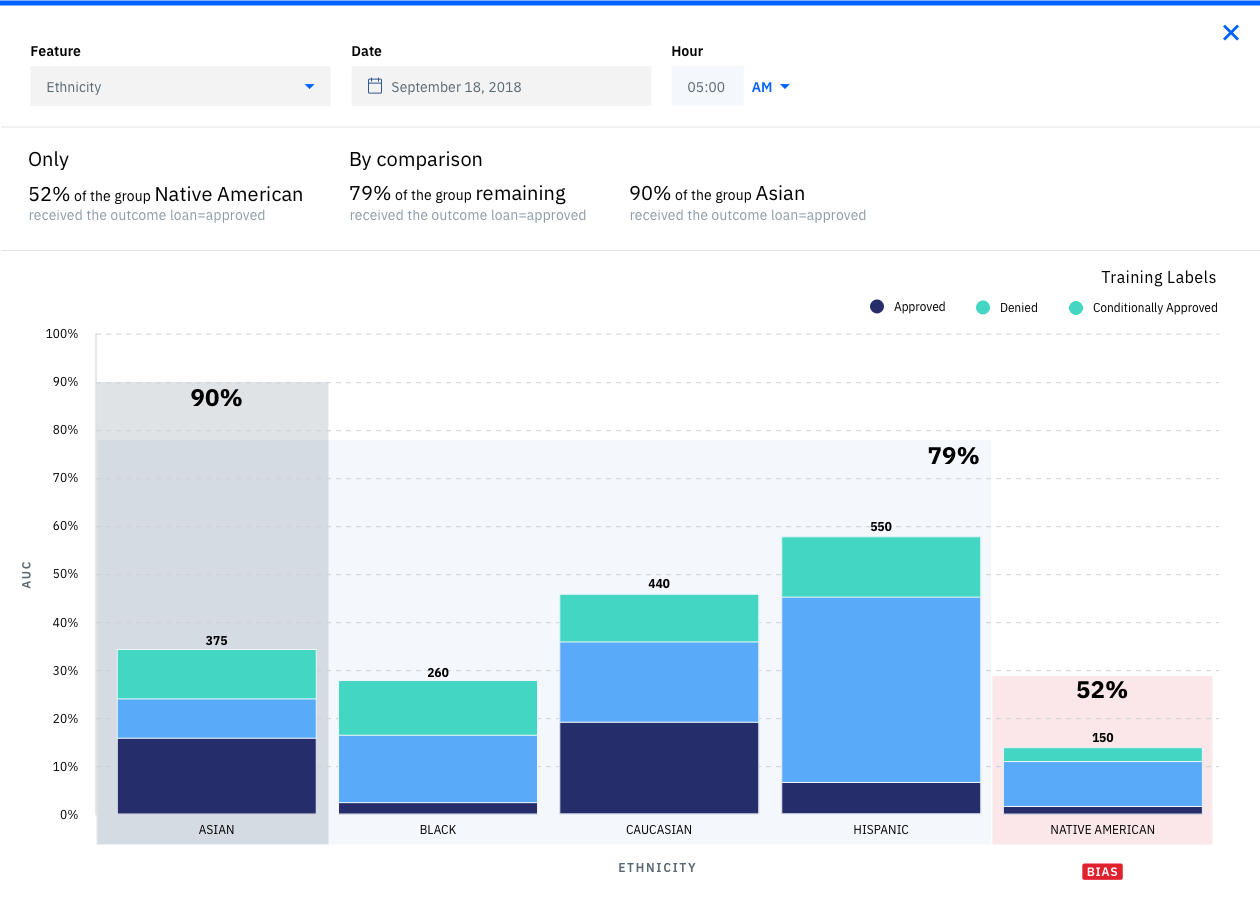 Feature
Date
Hour
Ethnicity
September 18, 2018
05:00
AM
Only
By comparison
52% of the group Native American
79% of the group remaining
90% of the group Asian
received the outcome loan=approved
received the outcome loan=approved
received the outcome loan=approved
Training Labels
Approved
Denied
Conditionally Approved
100%
90%
80%
70%
60%
50%
40%
30%
20%
10%
0%
AUC
90%
79%
52%
375
260
440
550
150
ASIAN
BLACK
CAUCASIAN
HISPANIC
NATIVE AMERICAN
ETHNICITY
BIAS